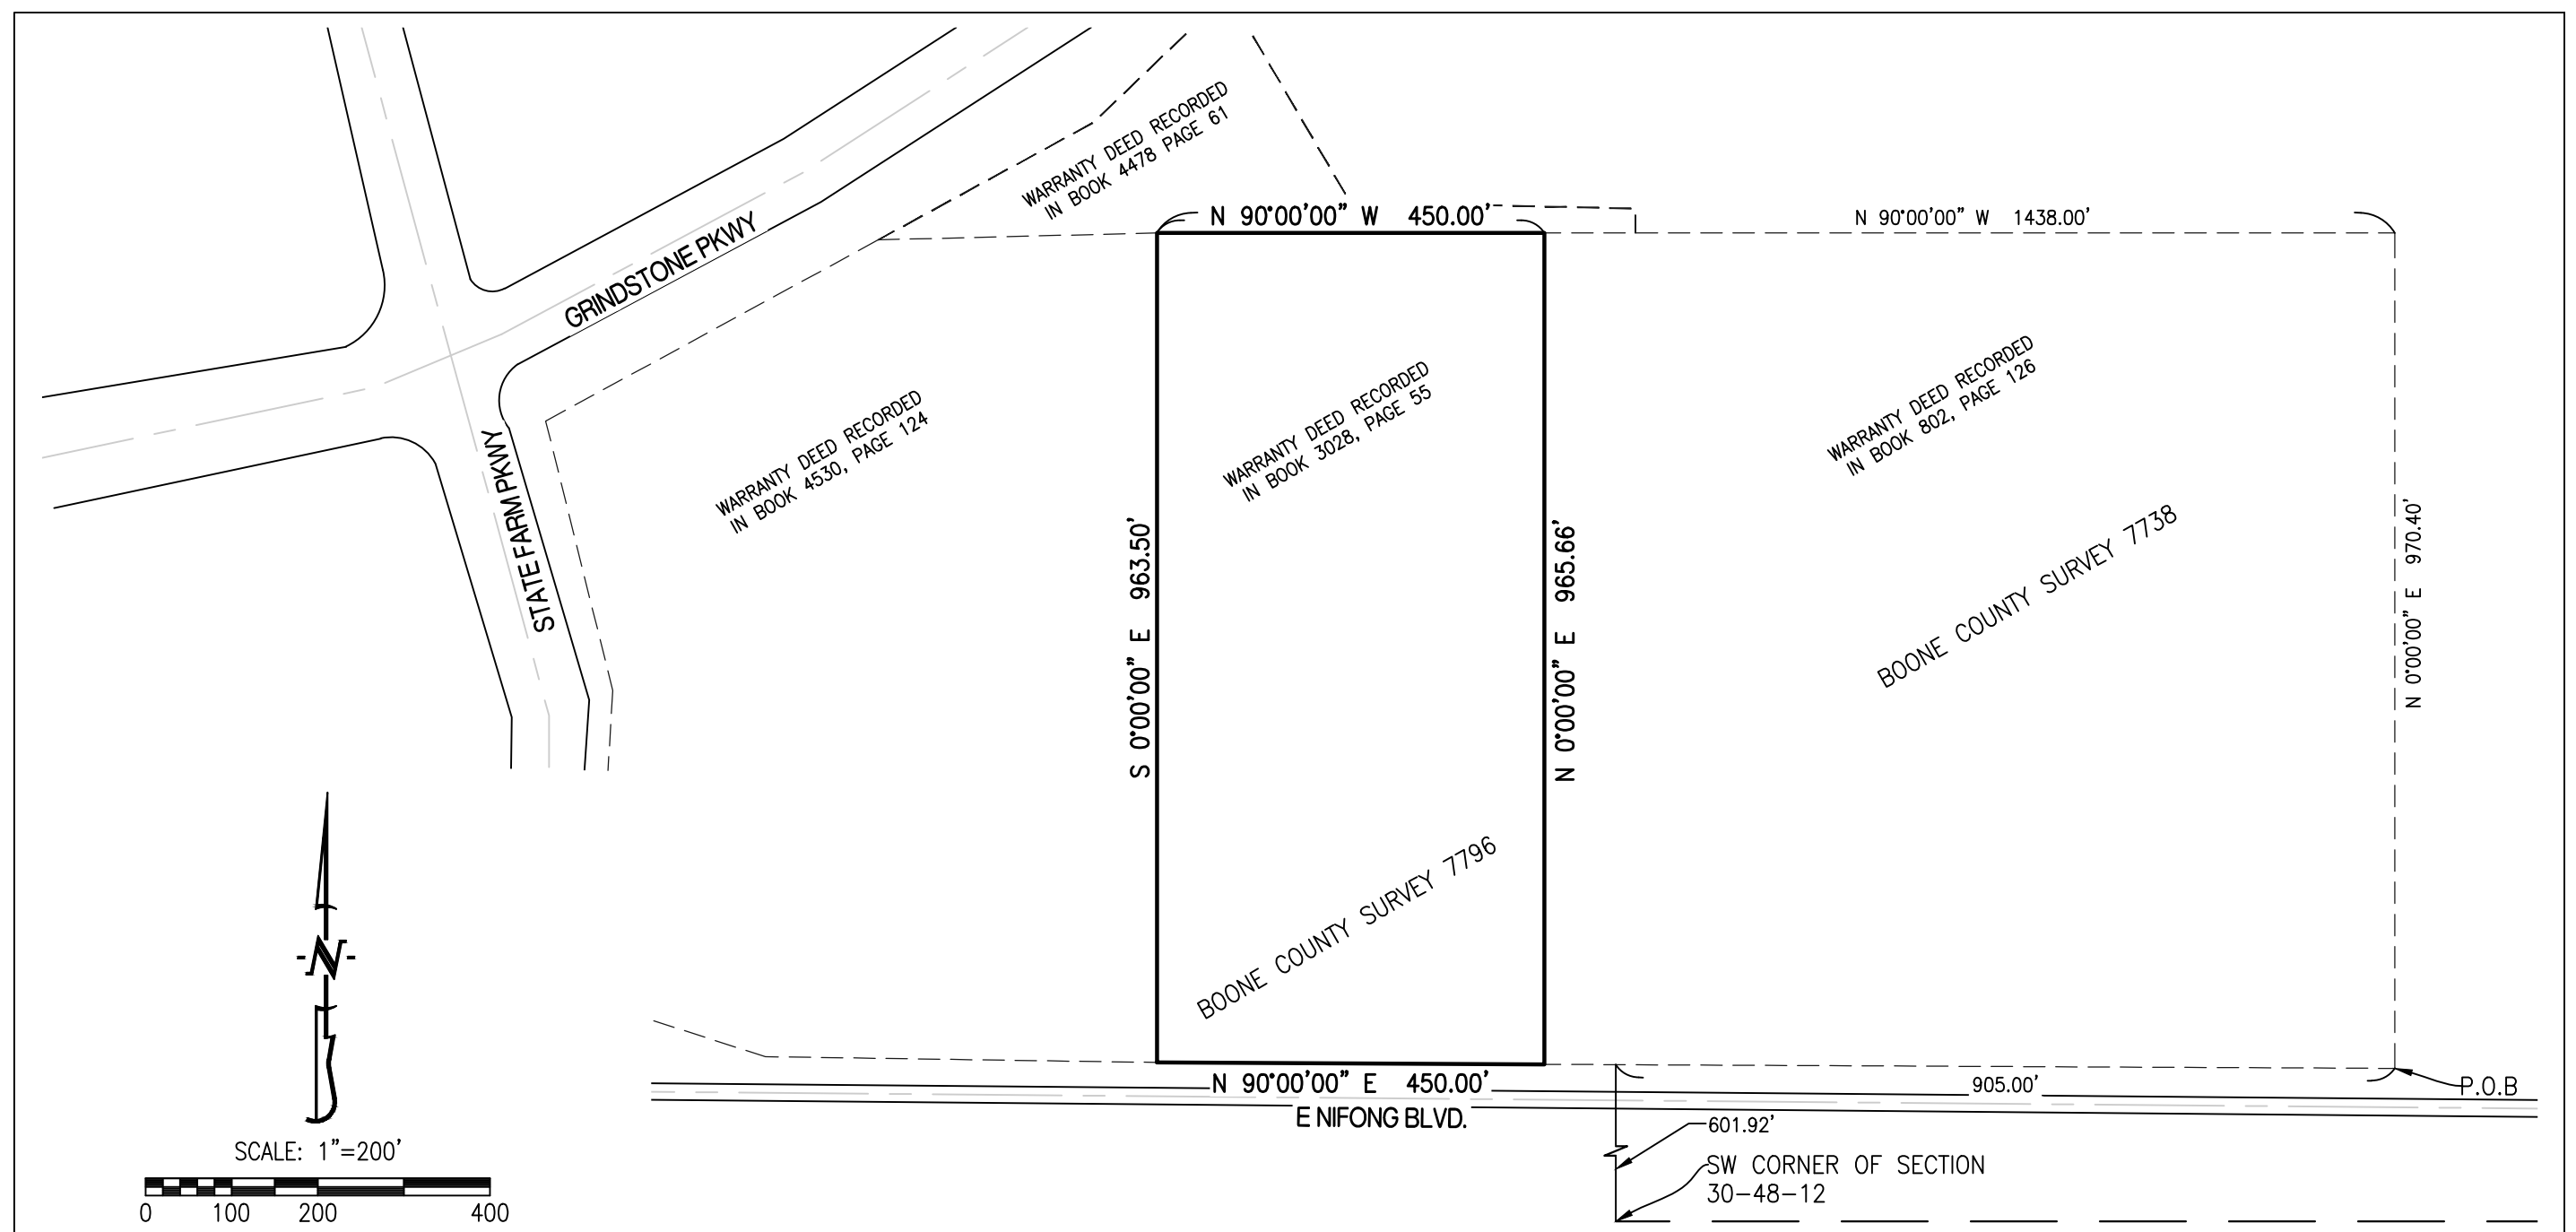 WARRANTY DEED RECORDED
IN BOOK 4478 PAGE 61
N 90°00'00" W 450.00'
N 90°00'00" W 1438.00'
GRINDSTONE PKWY
WARRANTY DEED RECORDED
IN BOOK 4530, PAGE 124
WARRANTY DEED RECORDED
IN BOOK 3028, PAGE 55
WARRANTY DEED RECORDED
IN BOOK 802, PAGE 126
STATE FARM PKWY
S 0°00'00" E 963.50'
N 0°00'00" E 965.66'
BOONE COUNTY SURVEY 7738
N 0°00'00" E 970.40'
BOONE COUNTY SURVEY 7796
-N-
N 90°00'00" E 450.00'
905.00'
P.O.B
E NIFONG BLVD.
601.92'
SW CORNER OF SECTION
30-48-12
SCALE: 1"=200'
0 100 200 400